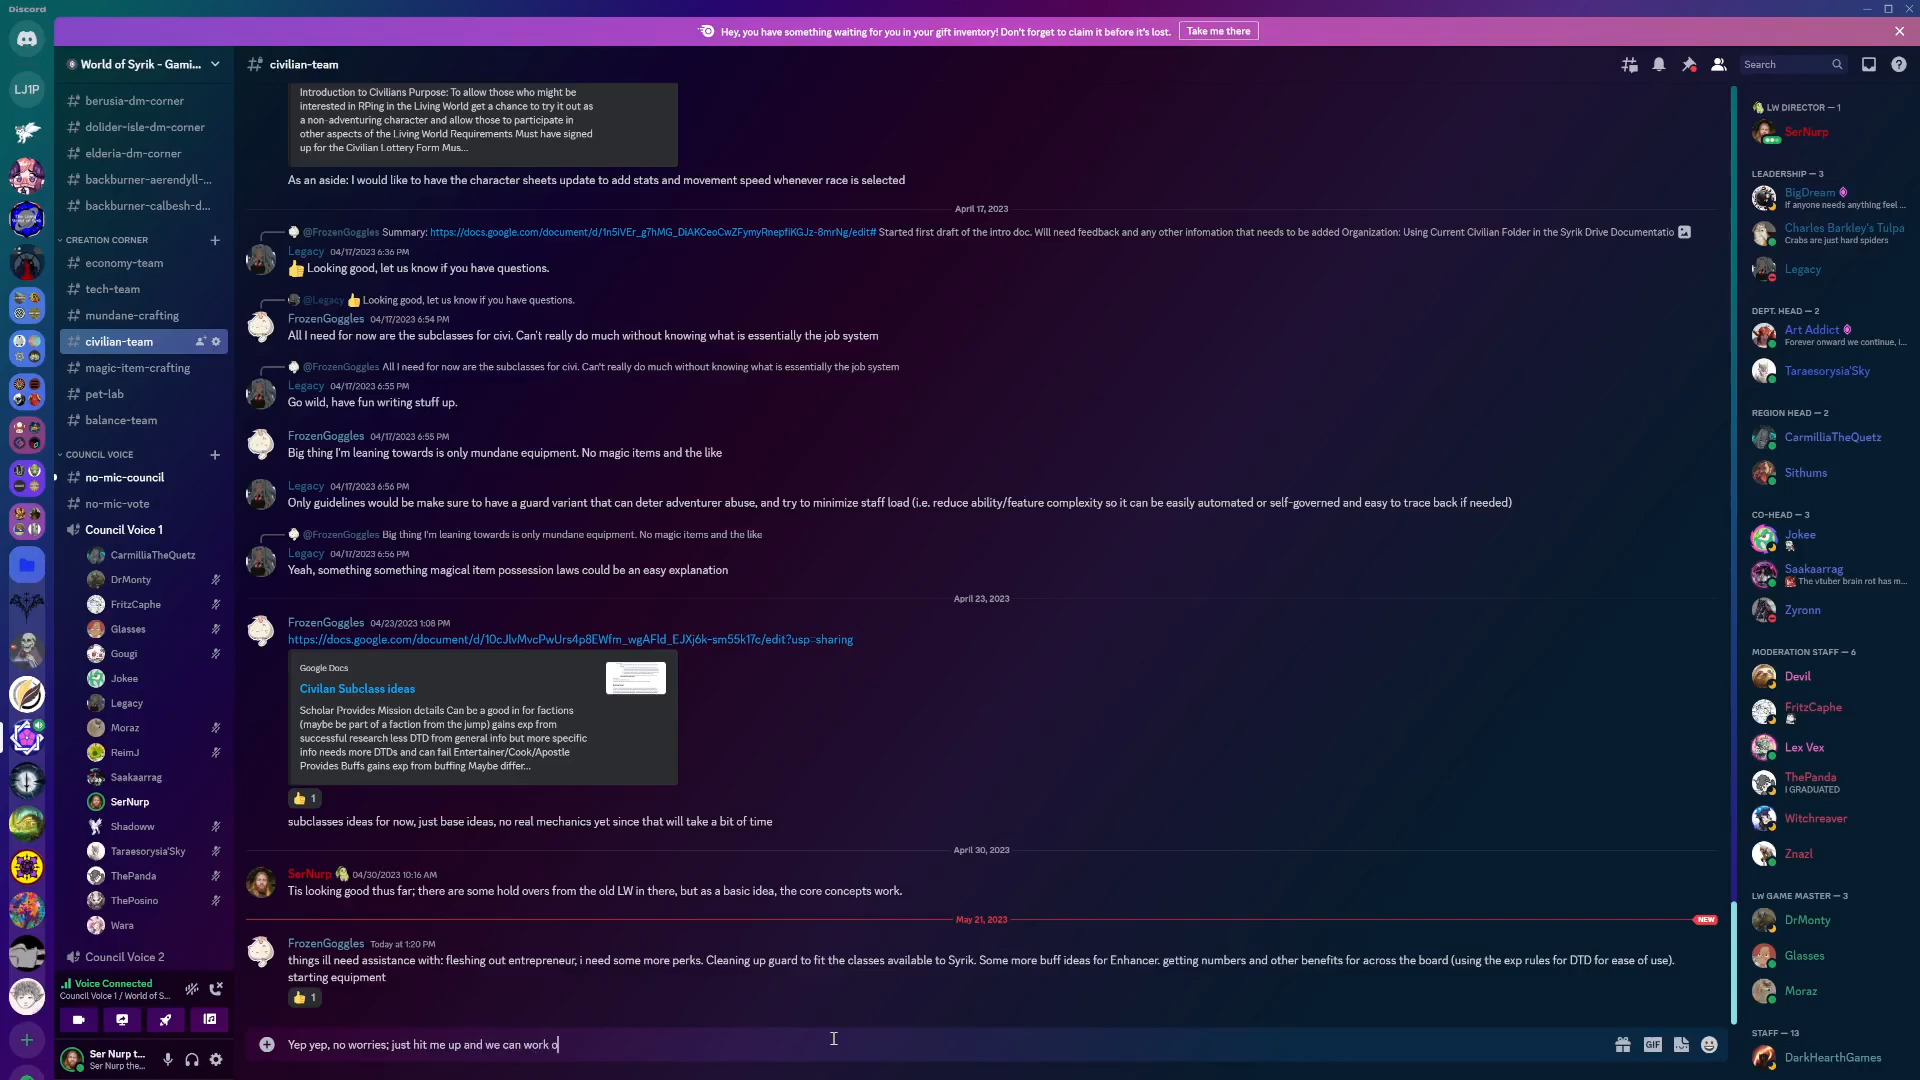 Discord
Hey, you have something waiting for you in your gift inventory! Don't forget to claim it before it's lost.
Take me there
LJ1P
World of Syrik - Gami...
berusia-dm-corner
dolider-isle-dm-corner
elderia-dm-corner
backburner-aerendyll-...
backburner-calbesh-d...
CREATION CORNER
economy-team
tech-team
mundane-crafting
civilian-team
magic-item-crafting
pet-lab
balance-team
COUNCIL VOICE
no-mic-council
no-mic-vote
Council Voice 1
CarmilliaTheQuetz
DrMonty
FritzCaphe
Glasses
Gougi
Jokee
Legacy
Moraz
ReimJ
Saakaarrag
SerNurp
Shadoww
Taraesorysia'Sky
ThePanda
ThePosino
Wara
Council Voice 2
Voice Connected
Council Voice 1 / World of S...
Ser Nurp t...
Ser Nurp the...
civilian-team
Search
Introduction to Civilians Purpose: To allow those who might be
interested in RPing in the Living World get a chance to try it out as
a non-adventuring character and allow those to participate in
other aspects of the Living World Requirements Must have signed
up for the Civilian Lottery Form Mus...
As an aside: I would like to have the character sheets update to add stats and movement speed whenever race is selected
April 17, 2023
@FrozenGoggles Summary: https://docs.google.com/document/d/1n5iVEr_g7hMG_DIAKCeoCwZFymyRnepfiKGJz-8mrNg/edit# Started first draft of the intro doc. Will need feedback and any other infomation that needs to be added Organization: Using Current Civilian Folder in the Syrik Drive Documentatio
Legacy 04/17/2023 6:36 PM
Looking good, let us know if you have questions.
@Legacy Looking good, let us know if you have questions.
FrozenGoggles 04/17/2023 6:54 PM
All I need for now are the subclasses for civi. Can't really do much without knowing what is essentially the job system
@FrozenGoggles All I need for now are the subclasses for civi. Can't really do much without knowing what is essentially the job system
Legacy 04/17/2023 6:55 PM
Go wild, have fun writing stuff up.
FrozenGoggles 04/17/2023 6:55 PM
Big thing I'm leaning towards is only mundane equipment. No magic items and the like
Legacy 04/17/2023 6:56 PM
Only guidelines would be make sure to have a guard variant that can deter adventurer abuse, and try to minimize staff load (i.e. reduce ability/feature complexity so it can be easily automated or self-governed and easy to trace back if needed)
@FrozenGoggles Big thing I'm leaning towards is only mundane equipment. No magic items and the like
Legacy 04/17/2023 6:56 PM
Yeah, something something magical item possession laws could be an easy explanation
April 23, 2023
FrozenGoggles 04/23/2023 1:08 PM
https://docs.google.com/document/d/10cJlvMvcPwUrs4p8EWfm_wgAFld_EJXj6k-sm55k17c/edit?usp=sharing
Google Docs
Civilan Subclass ideas
Scholar Provides Mission details Can be a good in for factions
(maybe be part of a faction from the jump) gains exp from
successful research less DTD from general info but more specific
info needs more DTDs and can fail Entertainer/Cook/Apostle
Provides Buffs gains exp from buffing Maybe differ...
1
subclasses ideas for now, just base ideas, no real mechanics yet since that will take a bit of time
April 30, 2023
SerNurp 04/30/2023 10:16 AM
Tis looking good thus far; there are some hold overs from the old LW in there, but as a basic idea, the core concepts work.
May 21, 2023
NEW
FrozenGoggles Today at 1:20 PM
things ill need assistance with: fleshing out entrepreneur, i need some more perks. Cleaning up guard to fit the classes available to Syrik. Some more buff ideas for Enhancer. getting numbers and other benefits for across the board (using the exp rules for DTD for ease of use).
starting equipment
1
Yep yep, no worries; just hit me up and we can work o
GIF
LW DIRECTOR — 1
SerNurp
LEADERSHIP — 3
BigDream
If anyone needs anything feel ...
Charles Barkley's Tulpa
Crabs are just hard spiders
Legacy
DEPT. HEAD — 2
Art Addict
Forever onward we continue, i...
Taraesorysia'Sky
REGION HEAD — 2
CarmilliaTheQuetz
Sithums
CO-HEAD — 3
Jokee
Saakaarrag
The vtuber brain rot has m...
Zyronn
MODERATION STAFF — 6
Devil
FritzCaphe
Lex Vex
ThePanda
I GRADUATED
Witchreaver
Znazl
LW GAME MASTER — 3
DrMonty
Glasses
Moraz
STAFF — 13
DarkHearthGames